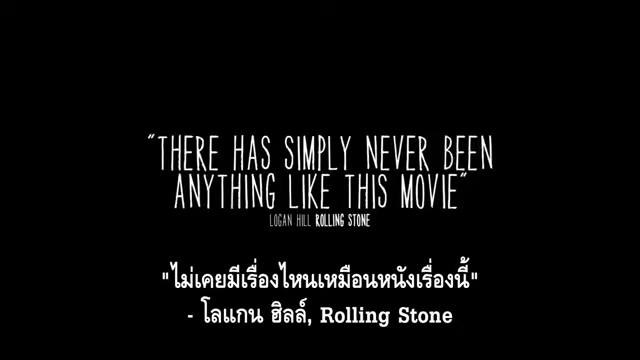 "THERE HAS SIMPLY NEVER BEEN
ANYTHING LIKE THIS MOVIE"
LOGAN HILL ROLLING STONE
"ไม่เคยมีเรื่องไหนเหมือนหนังเรื่องนี้"
- โลแกน ฮิลล์, Rolling Stone